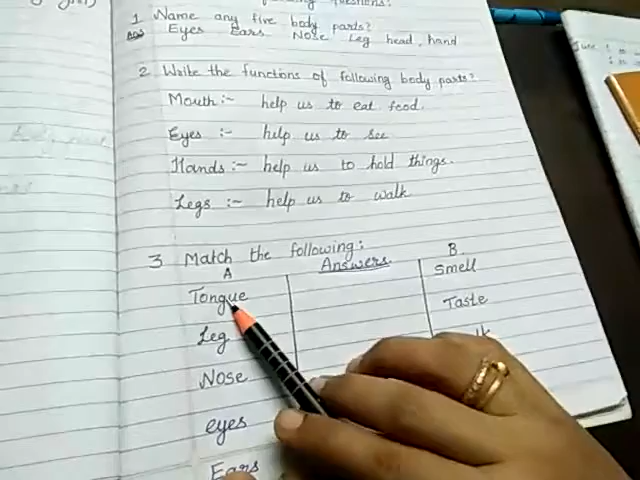 questions:
1 Name any five body parts?
Ans Eyes Ears Nose Leg head, hand
2 Write the functions of following body parts?
Mouth:- help us to eat food.
Eyes :- help us to see
Hands:- help us to hold things.
Legs :- help us to walk
3 Match the following:
A Answers. B.
Tongue Smell
Leg Taste
Nose
eyes
Ears